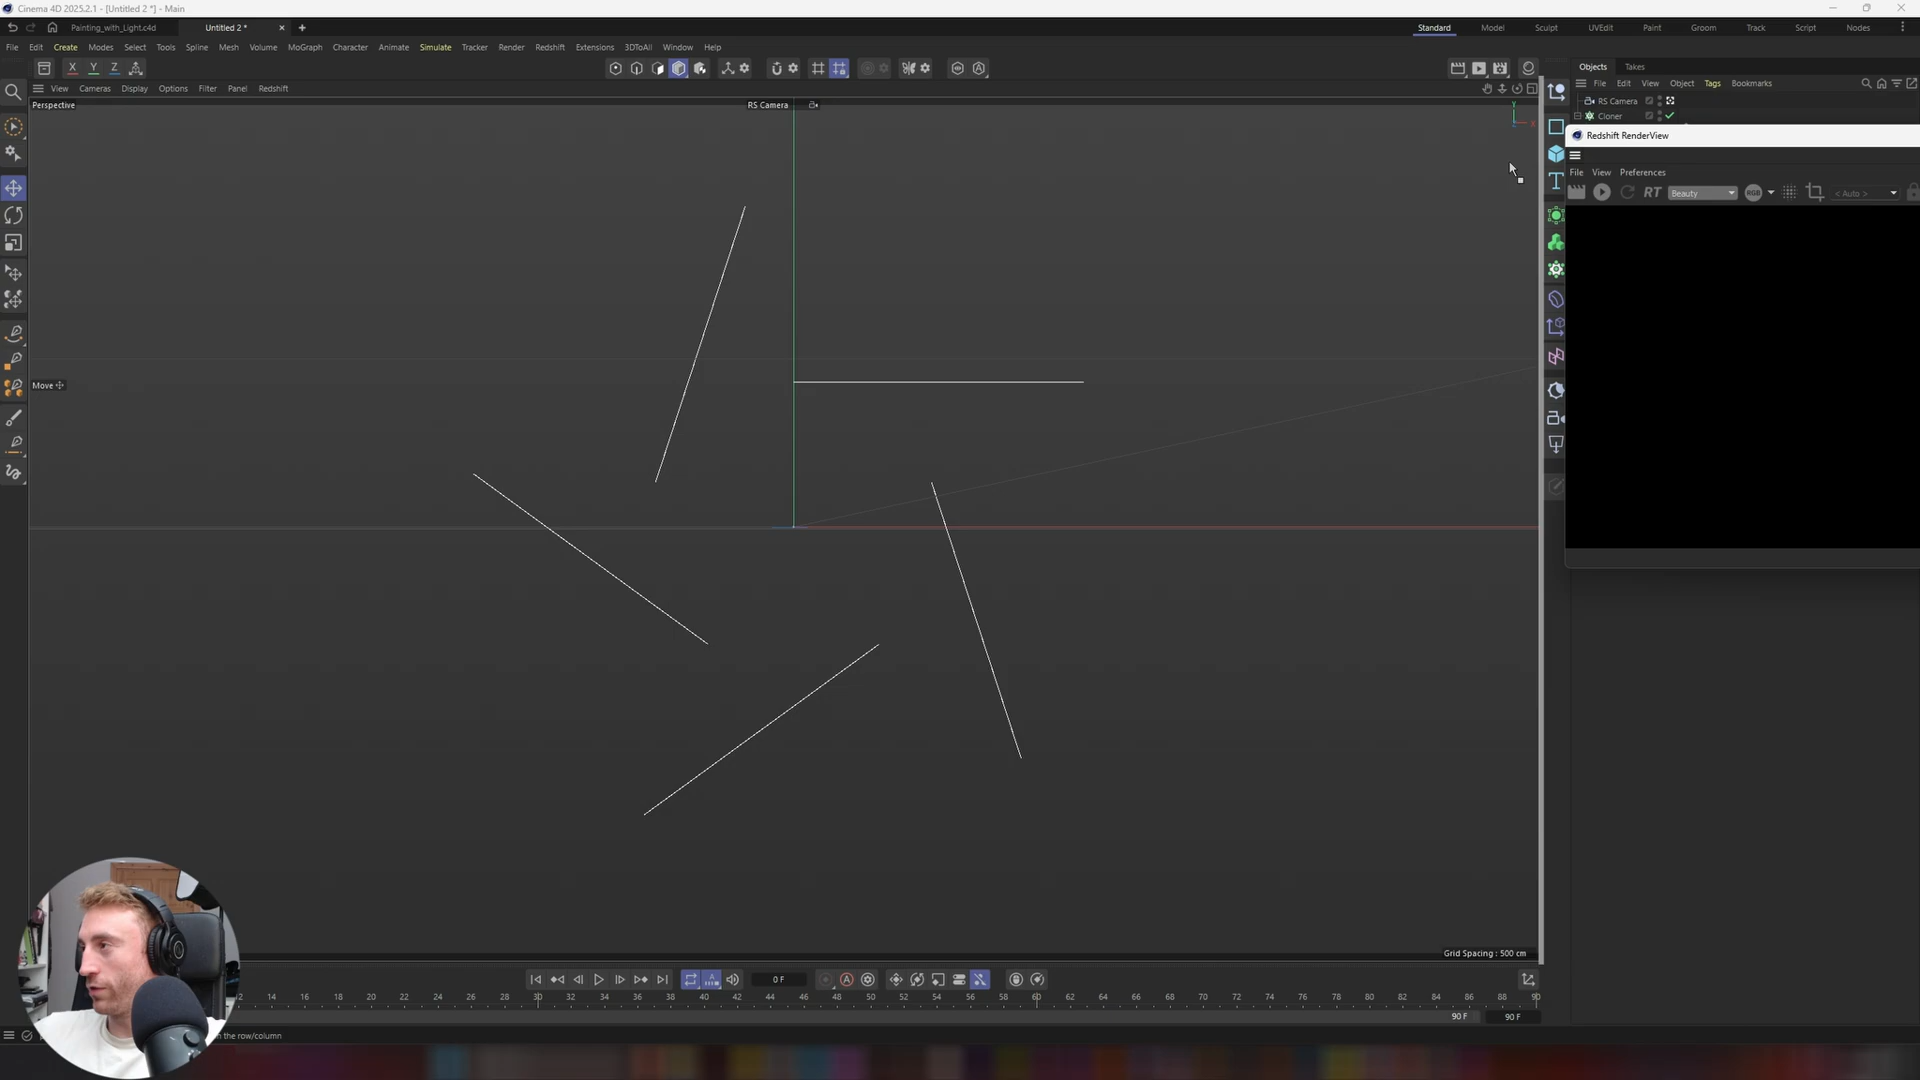 Cinema 4D 2025.2.1 - [Untitled 2 *] - Main
Painting_with_Light.c4d
Untitled 2 *
Standard Model Sculpt UVEdit Paint Groom Track Script Nodes
File Edit Create Modes Select Tools Spline Mesh Volume MoGraph Character Animate Simulate Tracker Render Redshift Extensions 3DToAll Window Help
X Y Z
Objects Takes
View Cameras Display Options Filter Panel Redshift
File Edit View Object Tags Bookmarks
Perspective
RS Camera
Y
X
RS Camera
Cloner
Redshift RenderView
File View Preferences
RT Beauty RGB < Auto >
Move
Grid Spacing : 500 cm
0 F
12 14 16 18 20 22 24 26 28 30 32 34 36 38 40 42 44 46 48 50 52 54 56 58 60 62 64 66 68 70 72 74 76 78 80 82 84 86 88 90
90 F
90 F
n the row/column